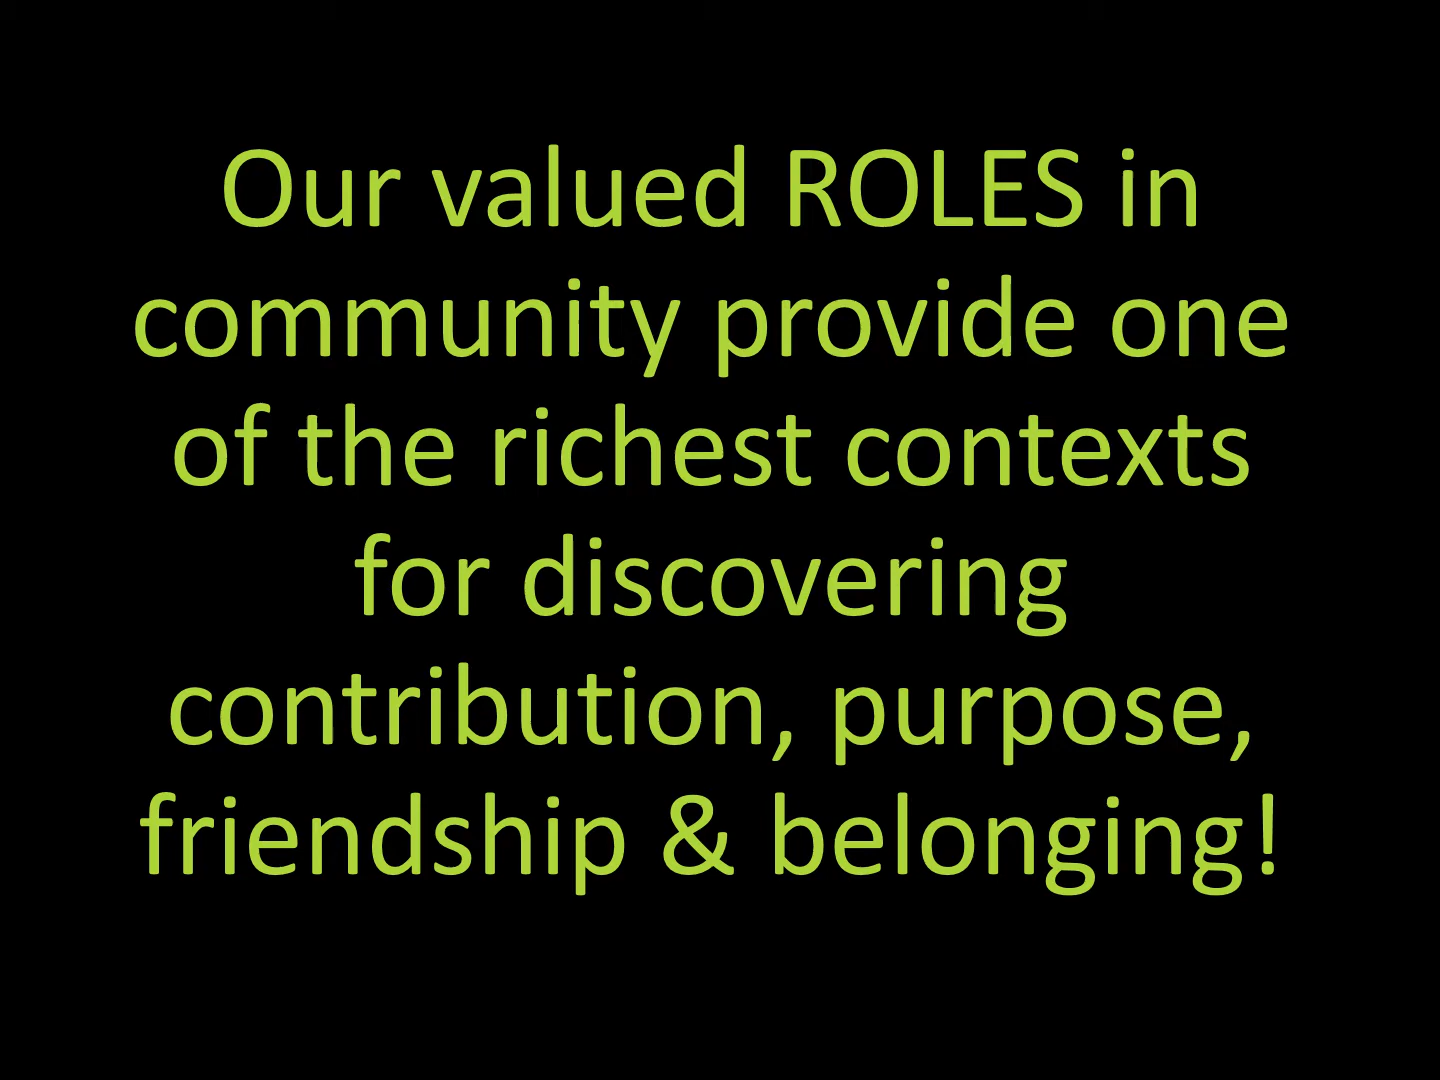 Our valued ROLES in
community provide one
of the richest contexts
for discovering
contribution, purpose,
friendship & belonging!